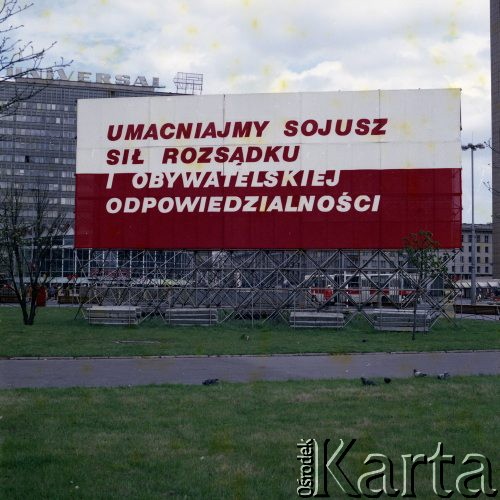 UNIVERSAL
UMACNIAJMY SOJUSZ
SIŁ ROZSĄDKU
I OBYWATELSKIEJ
ODPOWIEDZIALNOŚCI
Ośrodek Karta